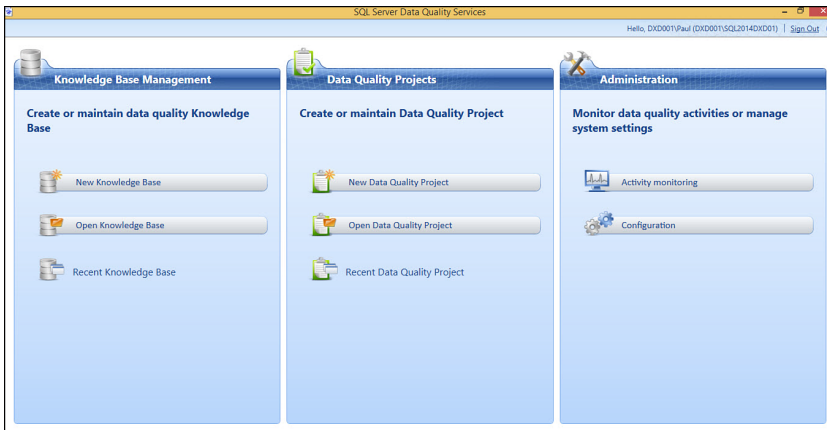 SQL Server Data Quality Services
Hello, DXD001\Paul (DXD001\SQL2014DXD01) | Sign Out
Knowledge Base Management
Create or maintain data quality Knowledge
Base
New Knowledge Base
Open Knowledge Base
Recent Knowledge Base
Data Quality Projects
Create or maintain Data Quality Project
New Data Quality Project
Open Data Quality Project
Recent Data Quality Project
Administration
Monitor data quality activities or manage
system settings
Activity monitoring
Configuration